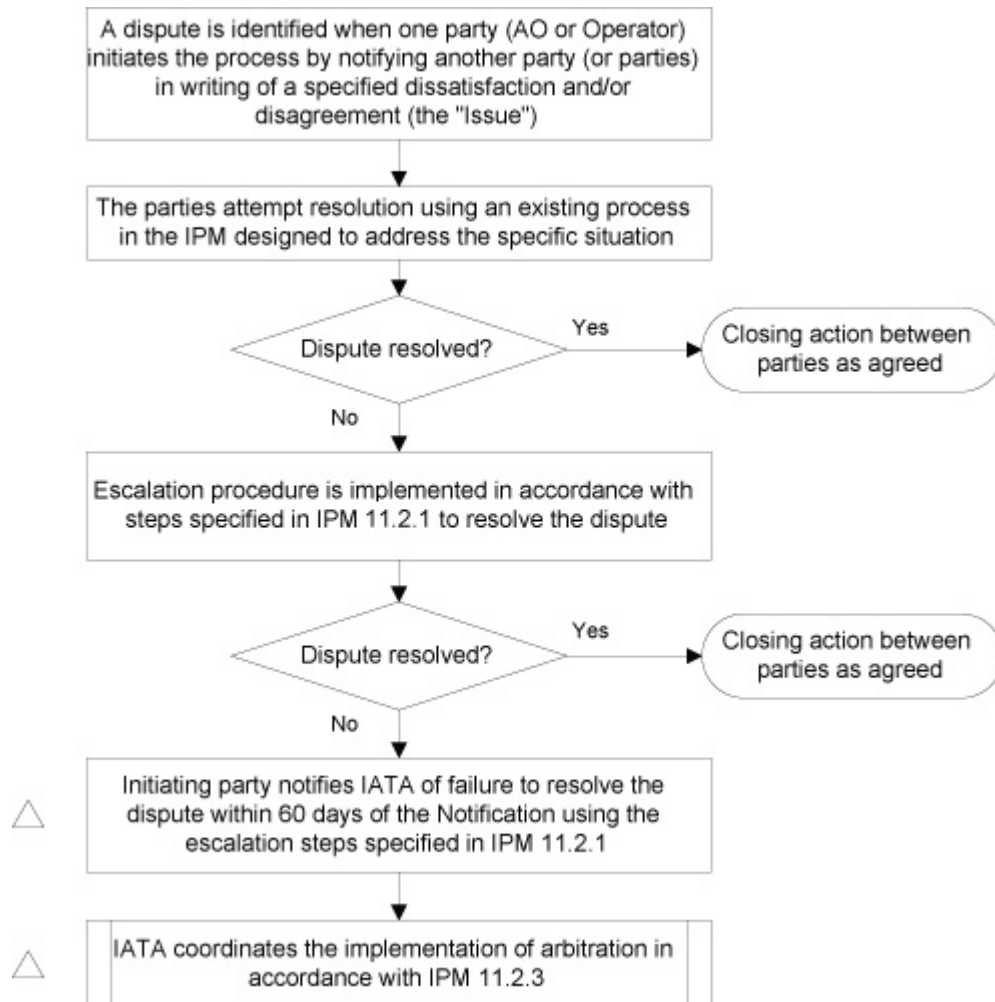 A dispute is identified when one party (AO or Operator)
initiates the process by notifying another party (or parties)
in writing of a specified dissatisfaction and/or
disagreement (the "Issue")
The parties attempt resolution using an existing process
in the IPM designed to address the specific situation
Dispute resolved?
Yes
Closing action between
parties as agreed
No
Escalation procedure is implemented in accordance with
steps specified in IPM 11.2.1 to resolve the dispute
Dispute resolved?
Yes
Closing action between
parties as agreed
No
Initiating party notifies IATA of failure to resolve the
dispute within 60 days of the Notification using the
escalation steps specified in IPM 11.2.1
IATA coordinates the implementation of arbitration in
accordance with IPM 11.2.3